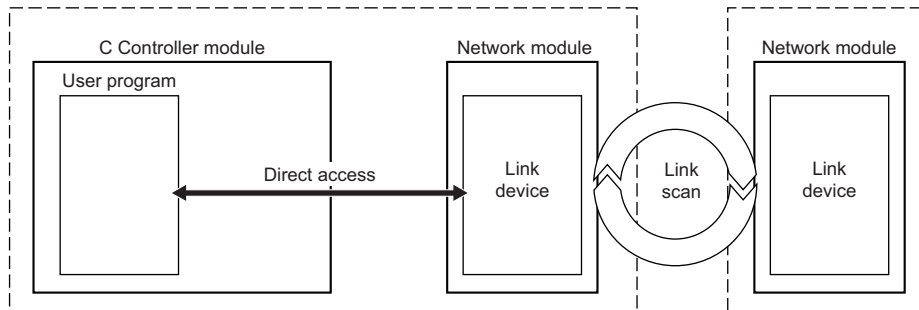 C Controller module
Network module
Network module
User program
Direct access
Link
device
Link
scan
Link
device